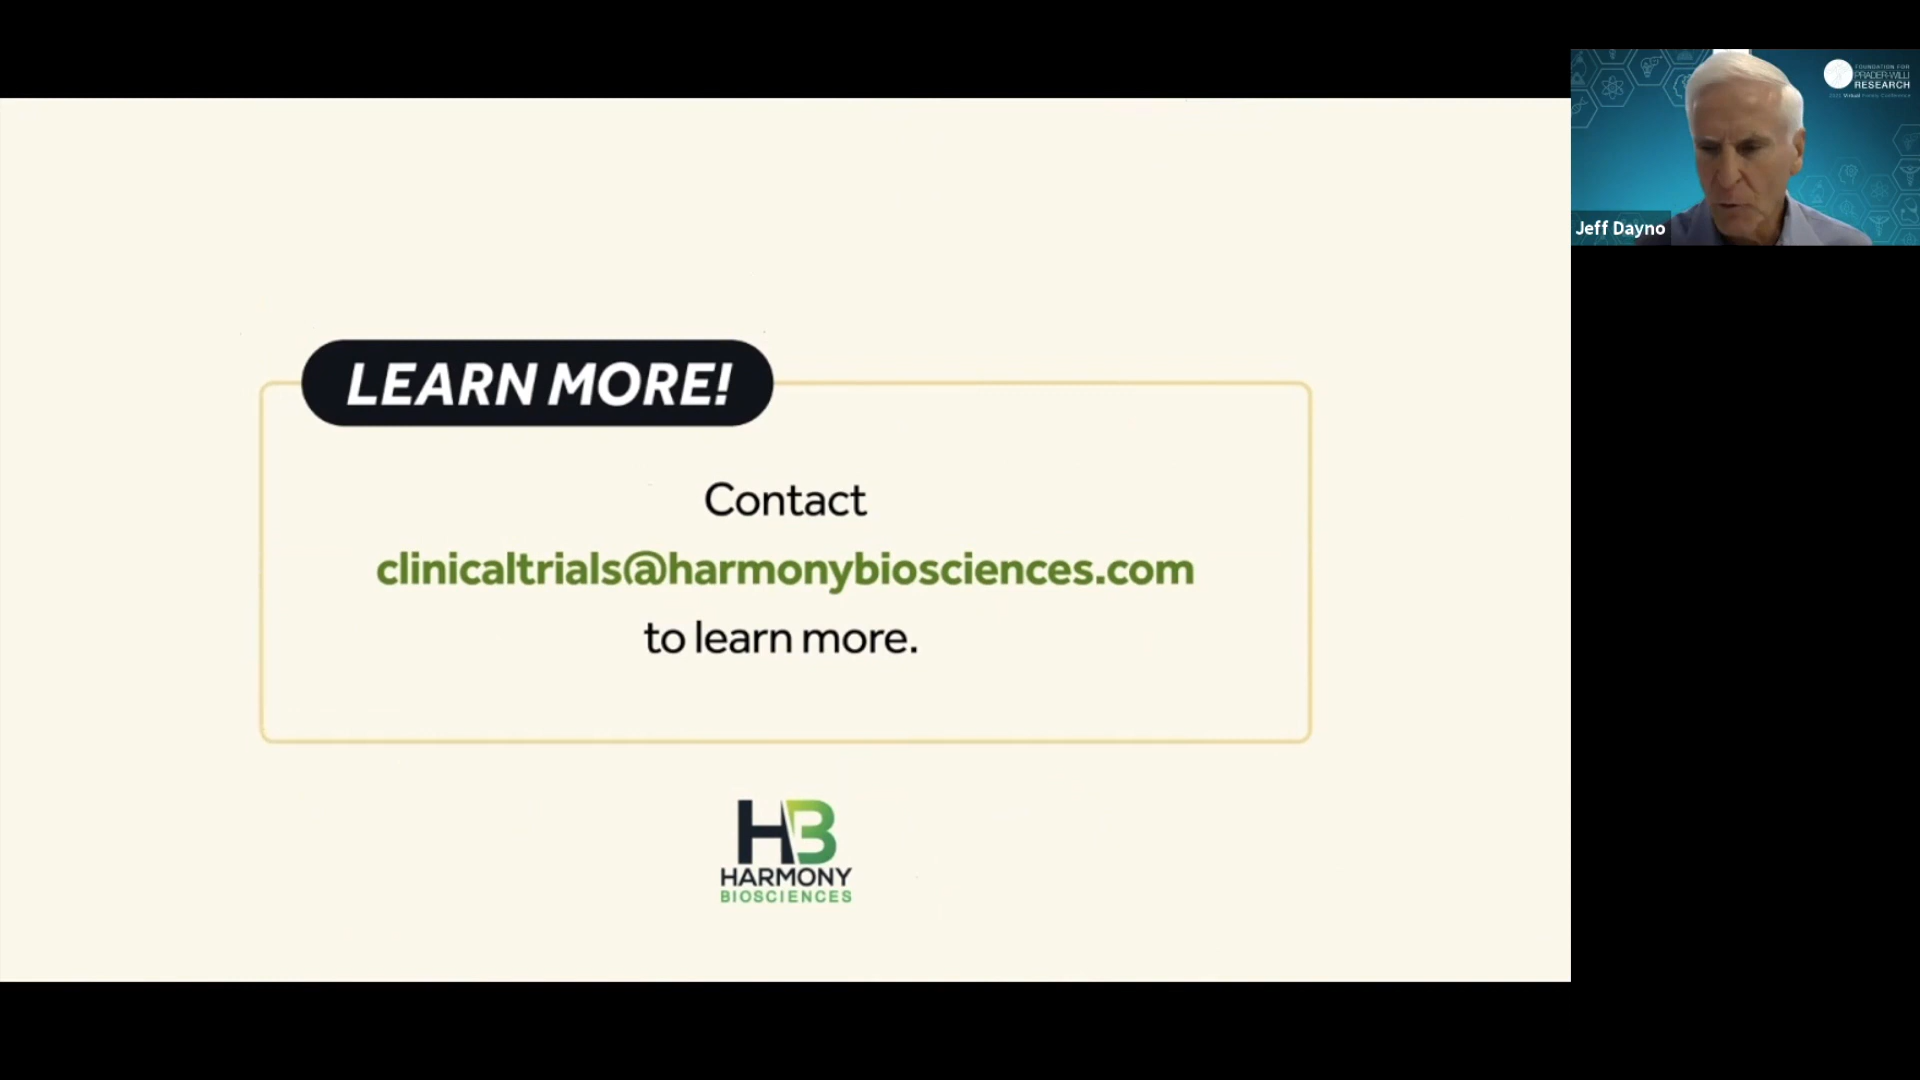 LEARN MORE!
Contact
clinicaltrials@harmonybiosciences.com
to learn more.
HB
HARMONY
BIOSCIENCES
FOUNDATION FOR
PRADER-WILLI
RESEARCH
Jeff Dayno